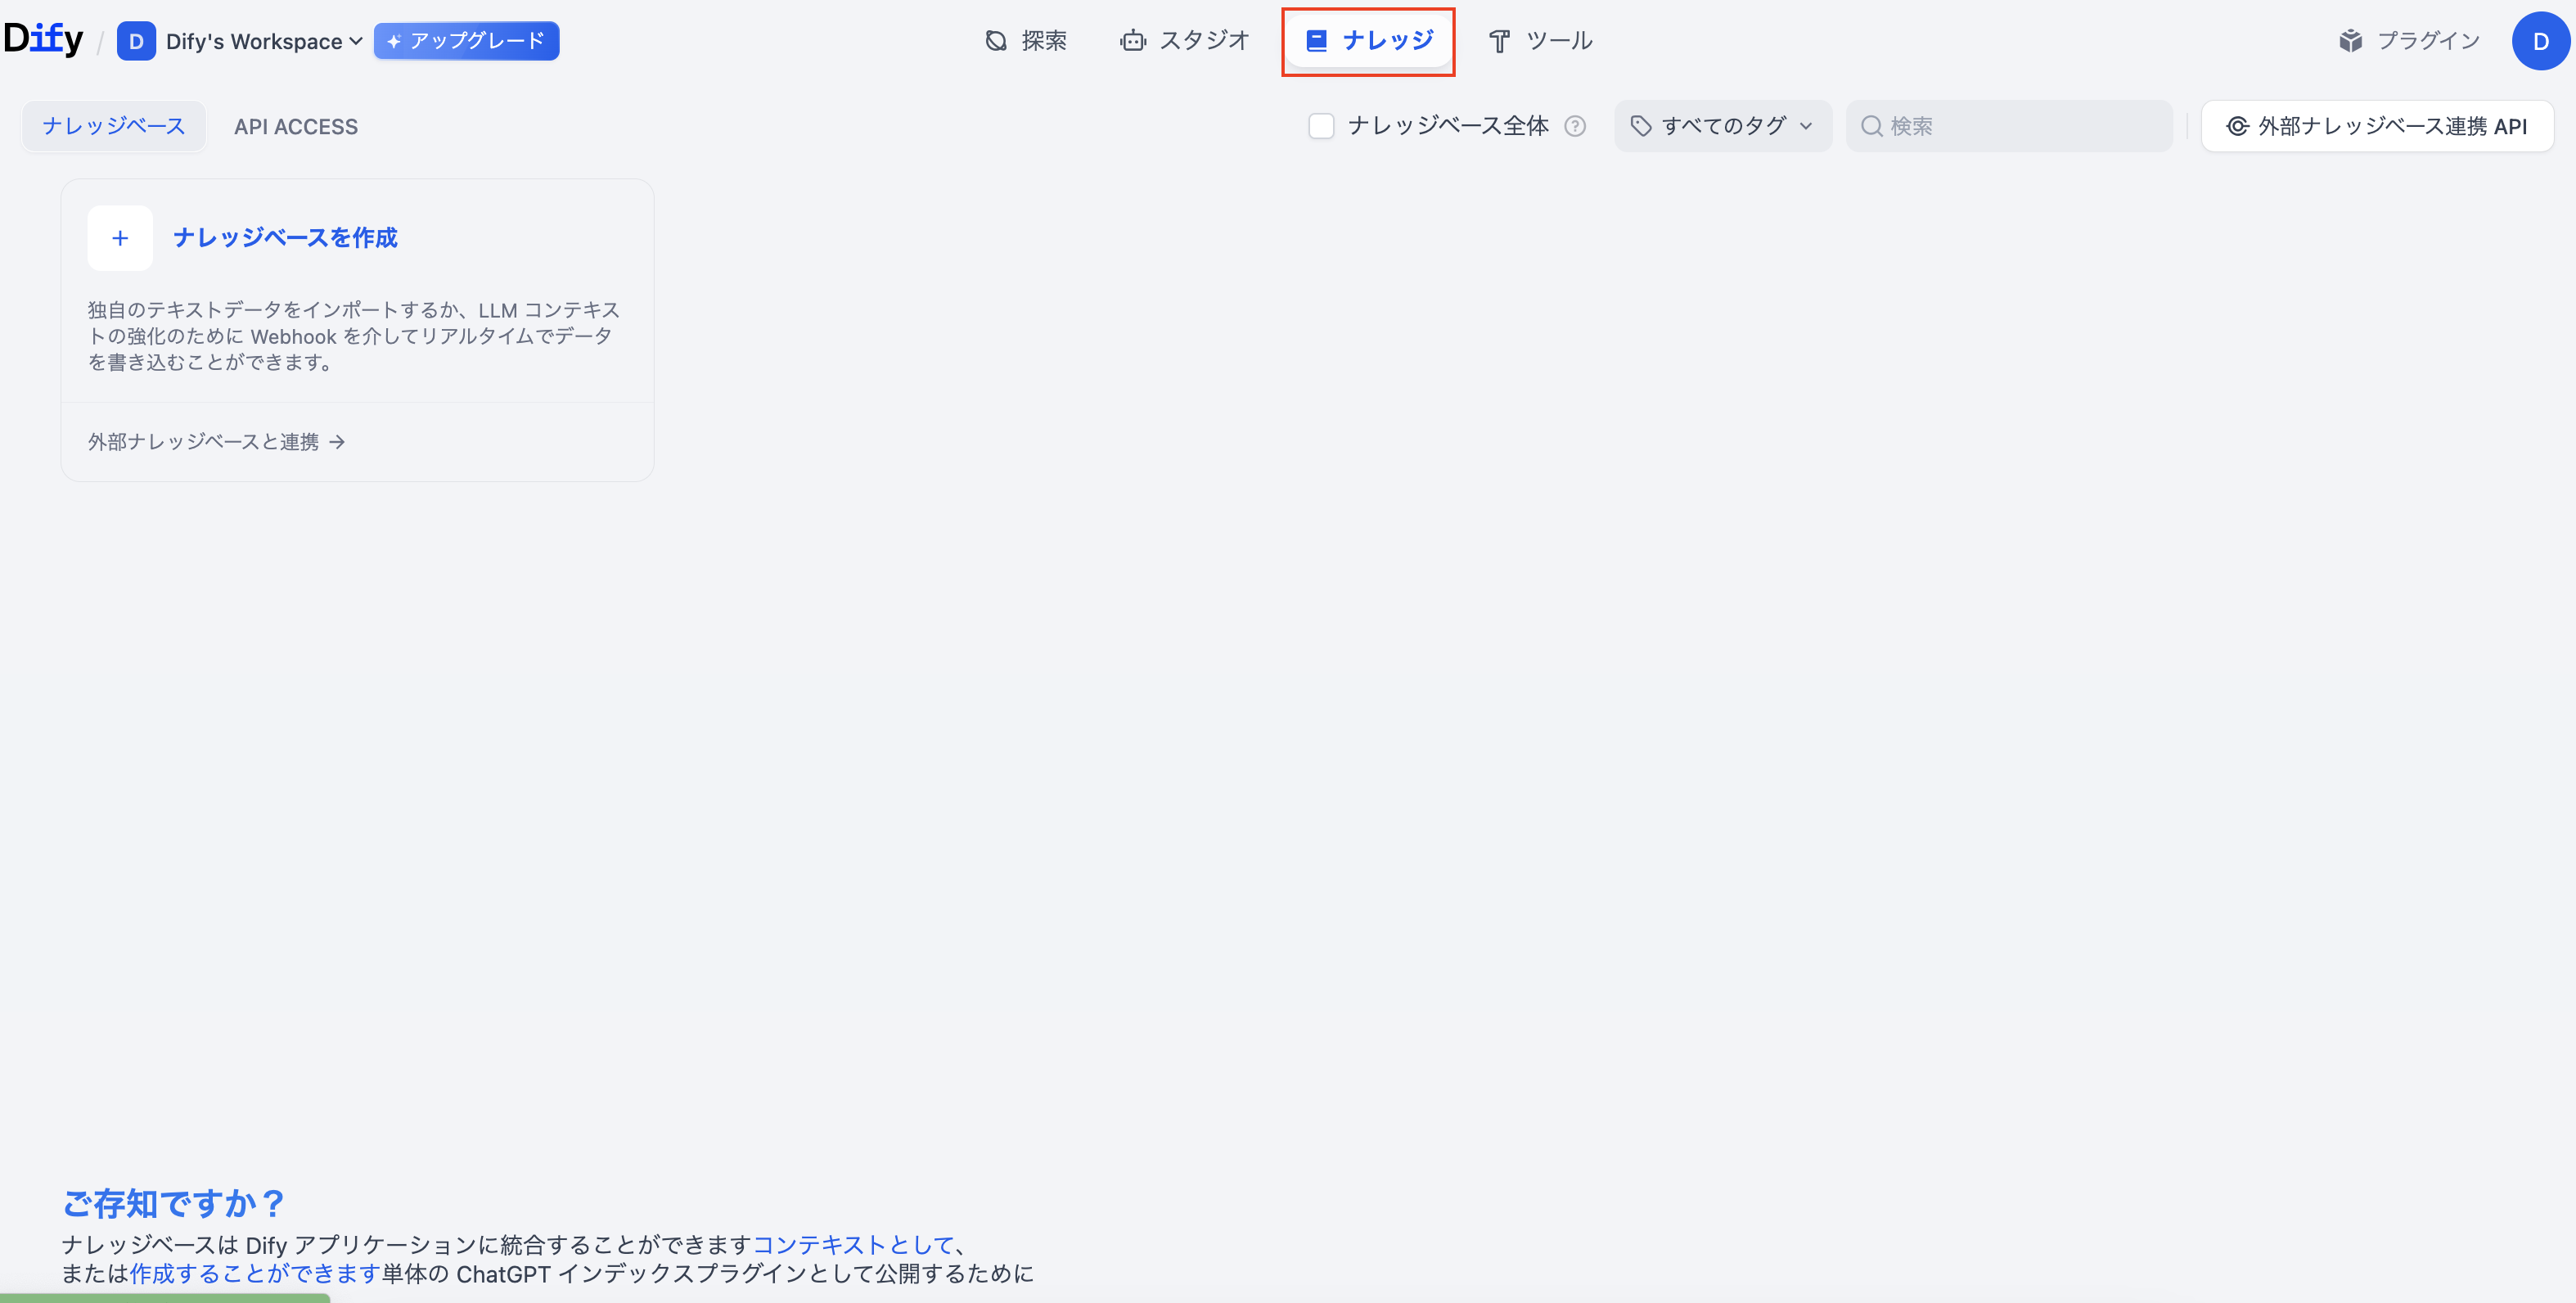 Dify / D Dify's Workspace アップグレード 探索 スタジオ ナレッジ ツール プラグイン D
ナレッジベース API ACCESS ナレッジベース全体 ? すべてのタグ 検索 外部ナレッジベース連携 API
+ ナレッジベースを作成
独自のテキストデータをインポートするか、LLM コンテキス
トの強化のために Webhook を介してリアルタイムでデータ
を書き込むことができます。
外部ナレッジベースと連携 →
ご存知ですか？
ナレッジベースは Dify アプリケーションに統合することができますコンテキストとして、
または作成することができます単体の ChatGPT インデックスプラグインとして公開するために